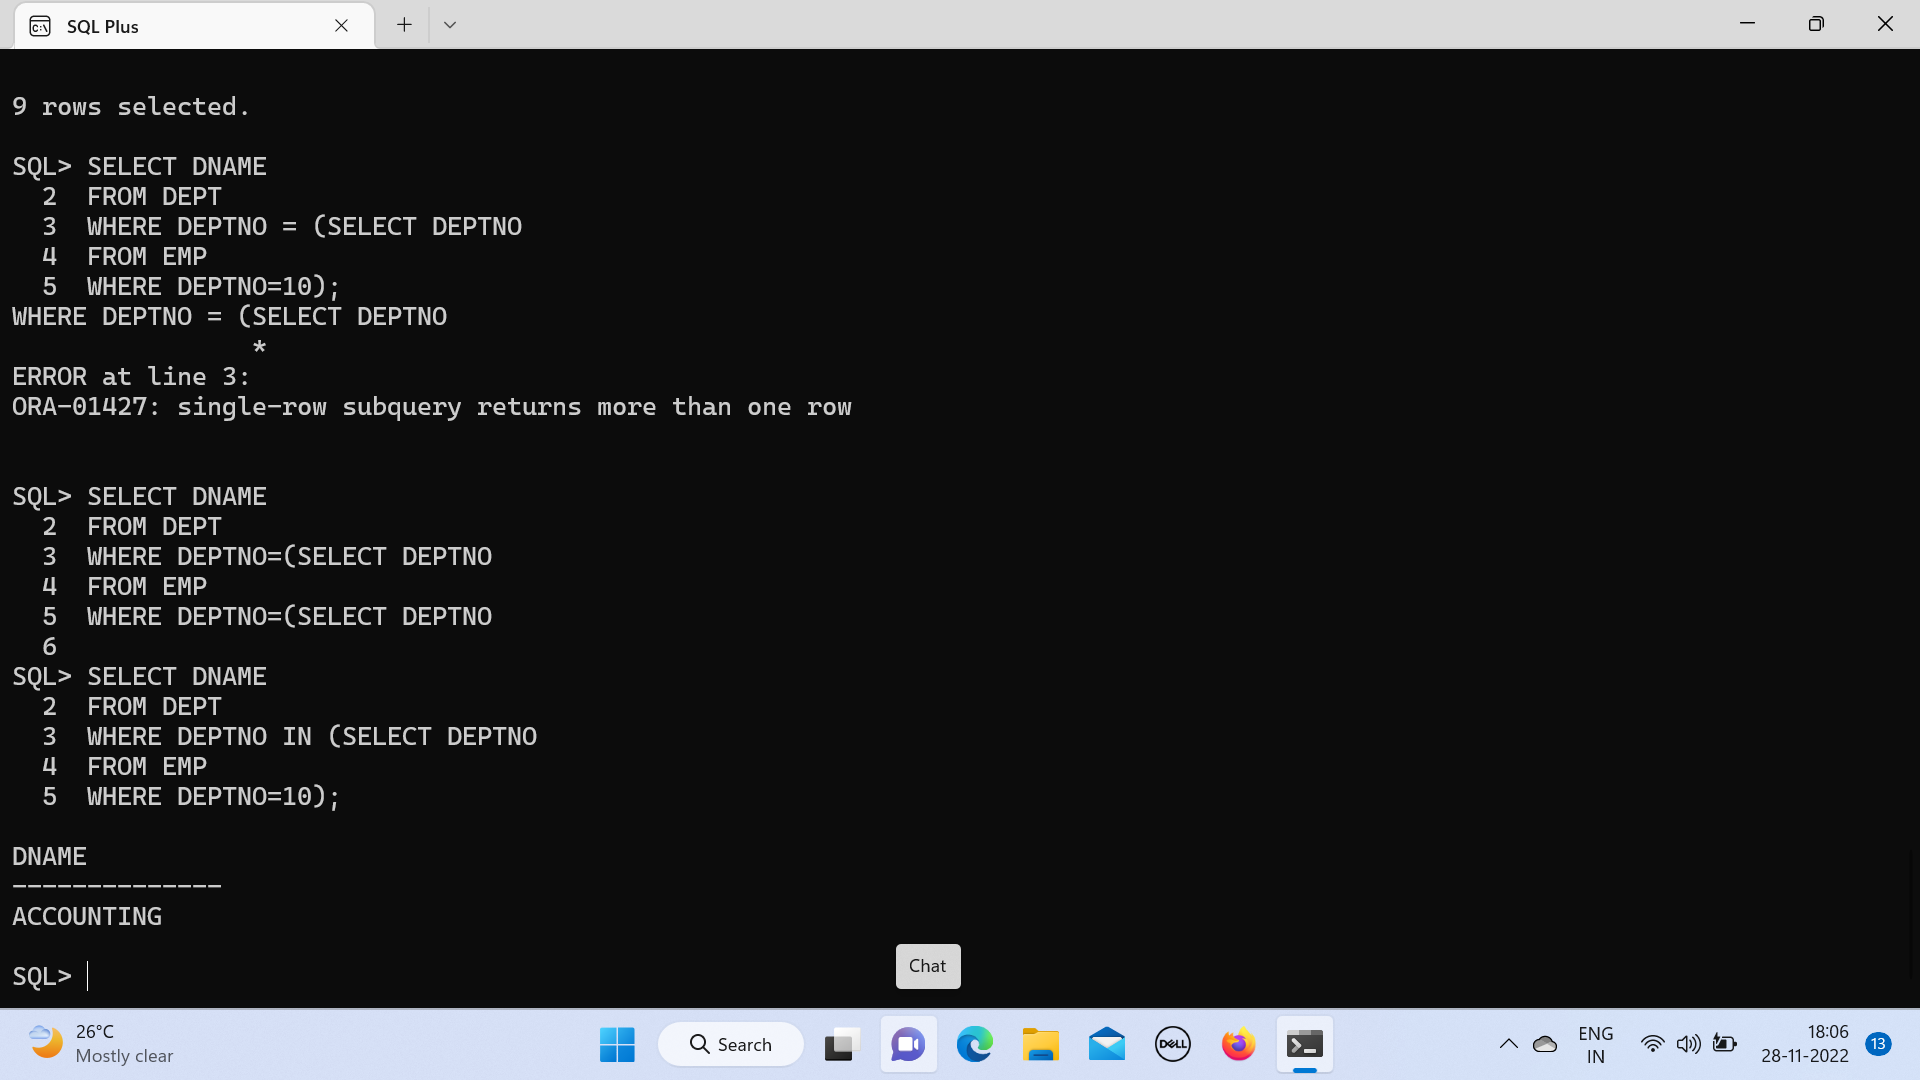 SQL Plus
9 rows selected.
SQL> SELECT DNAME
  2  FROM DEPT
  3  WHERE DEPTNO = (SELECT DEPTNO
  4  FROM EMP
  5  WHERE DEPTNO=10);
WHERE DEPTNO = (SELECT DEPTNO
                *
ERROR at line 3:
ORA-01427: single-row subquery returns more than one row
SQL> SELECT DNAME
  2  FROM DEPT
  3  WHERE DEPTNO=(SELECT DEPTNO
  4  FROM EMP
  5  WHERE DEPTNO=(SELECT DEPTNO
  6
SQL> SELECT DNAME
  2  FROM DEPT
  3  WHERE DEPTNO IN (SELECT DEPTNO
  4  FROM EMP
  5  WHERE DEPTNO=10);
DNAME
--------------
ACCOUNTING
SQL>
Chat
26°C
Mostly clear
Search
DELL
ENG
IN
18:06
28-11-2022
13